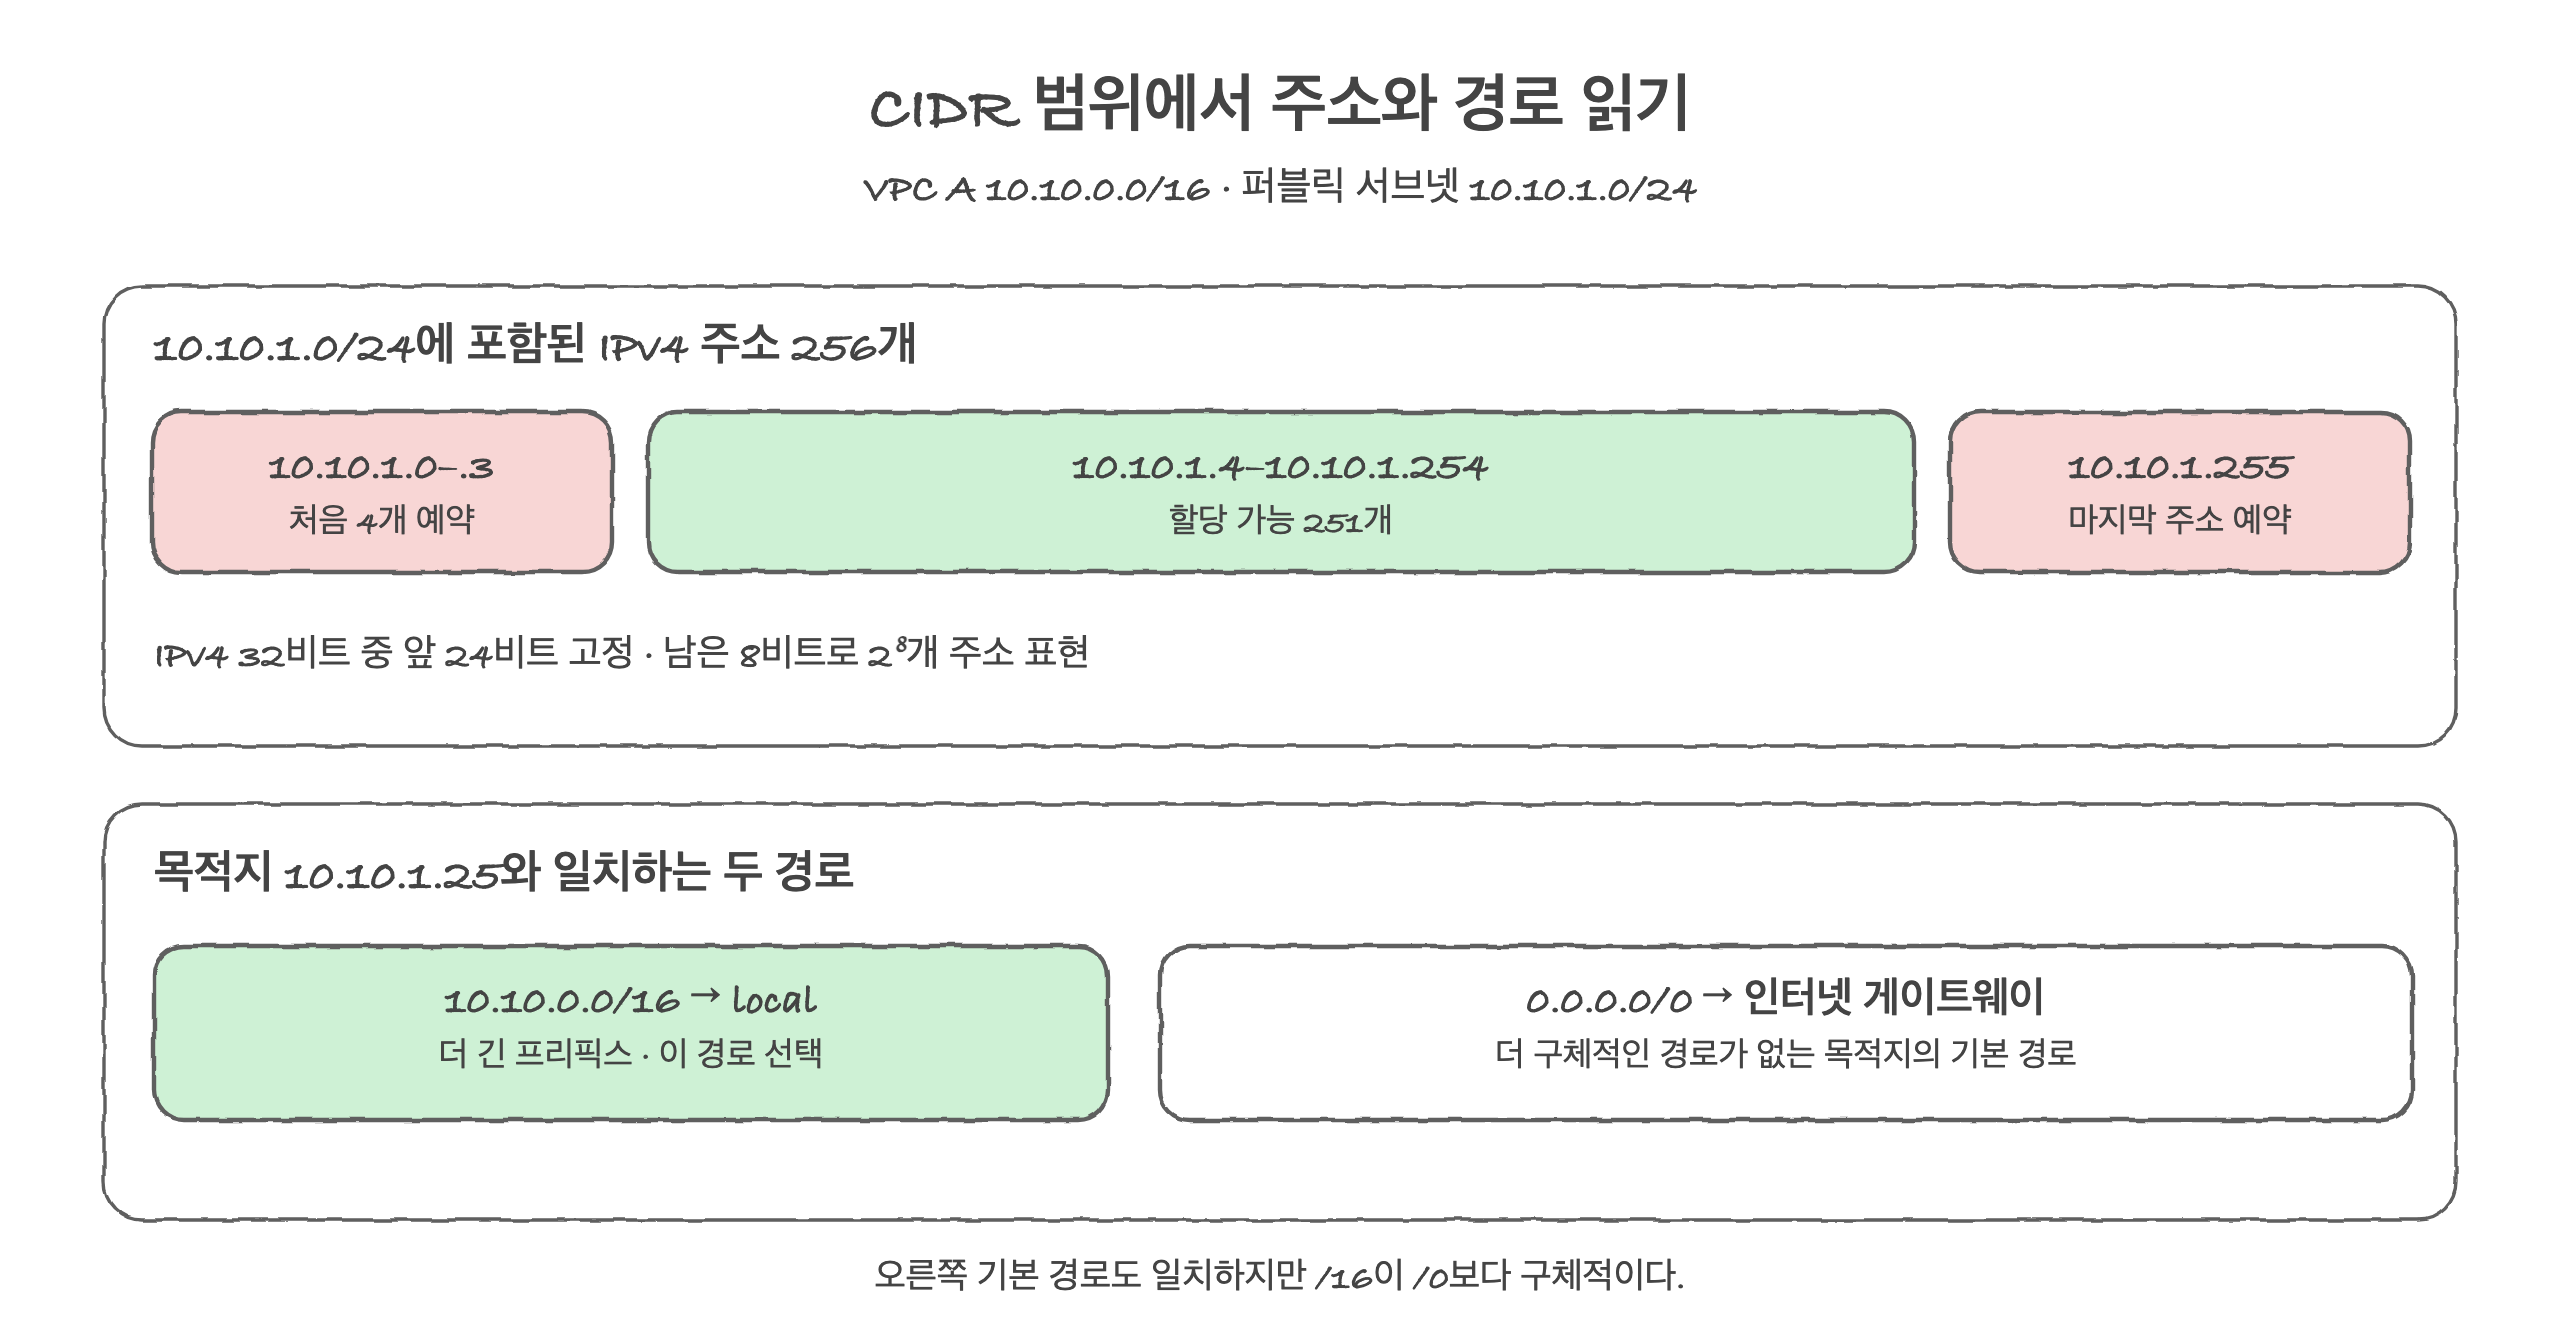 CIDR 범위에서 주소와 경로 읽기
VPC A 10.10.0.0/16 · 퍼블릭 서브넷 10.10.1.0/24
10.10.1.0/24에 포함된 IPv4 주소 256개
10.10.1.0–.3
처음 4개 예약
10.10.1.4–10.10.1.254
할당 가능 251개
10.10.1.255
마지막 주소 예약
IPv4 32비트 중 앞 24비트 고정 · 남은 8비트로 2⁸개 주소 표현
목적지 10.10.1.25와 일치하는 두 경로
10.10.0.0/16 → local
더 긴 프리픽스 · 이 경로 선택
0.0.0.0/0 → 인터넷 게이트웨이
더 구체적인 경로가 없는 목적지의 기본 경로
오른쪽 기본 경로도 일치하지만 /16이 /0보다 구체적이다.